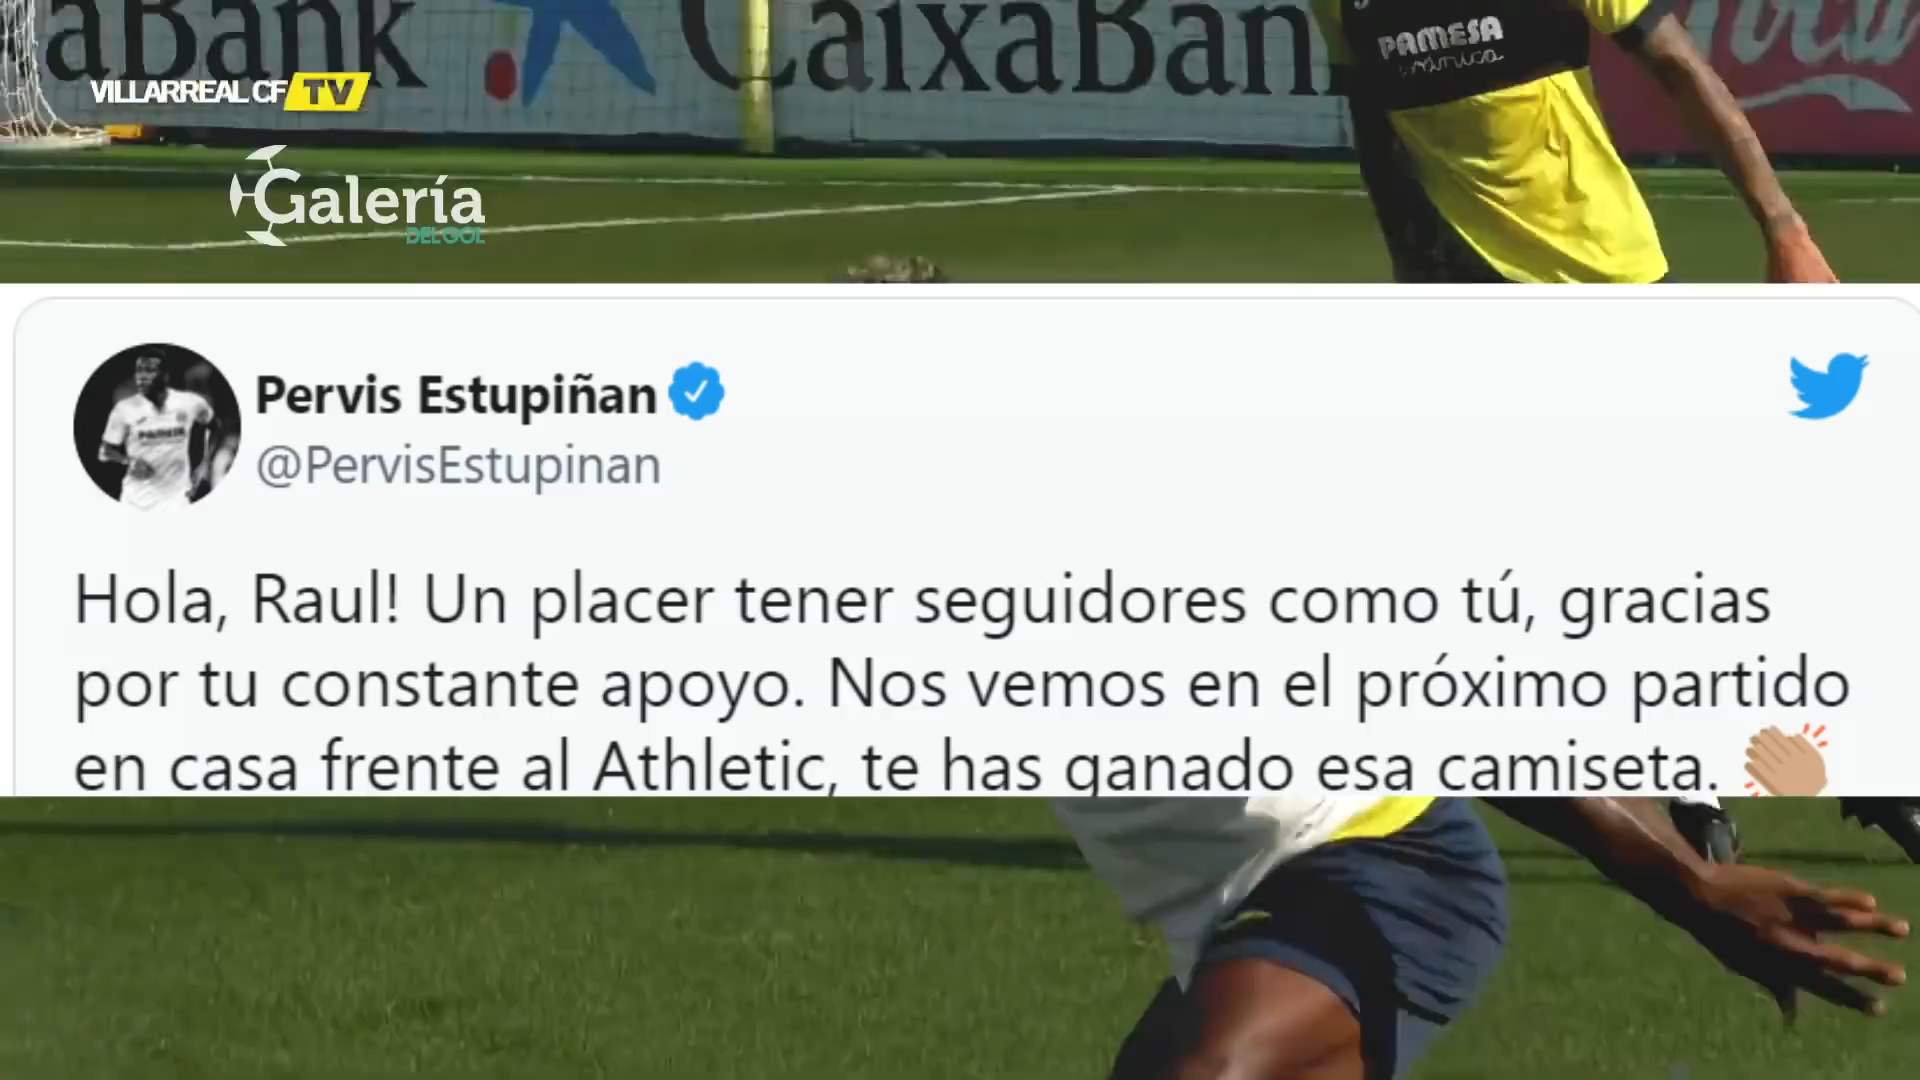 aBank
CaixaBan
PAMESA
cerámica
VILLARREAL CF TV
Galería
DEL GOL
Pervis Estupiñan
@PervisEstupinan
Hola, Raul! Un placer tener seguidores como tú, gracias
por tu constante apoyo. Nos vemos en el próximo partido
en casa frente al Athletic, te has ganado esa camiseta. 👏🏽